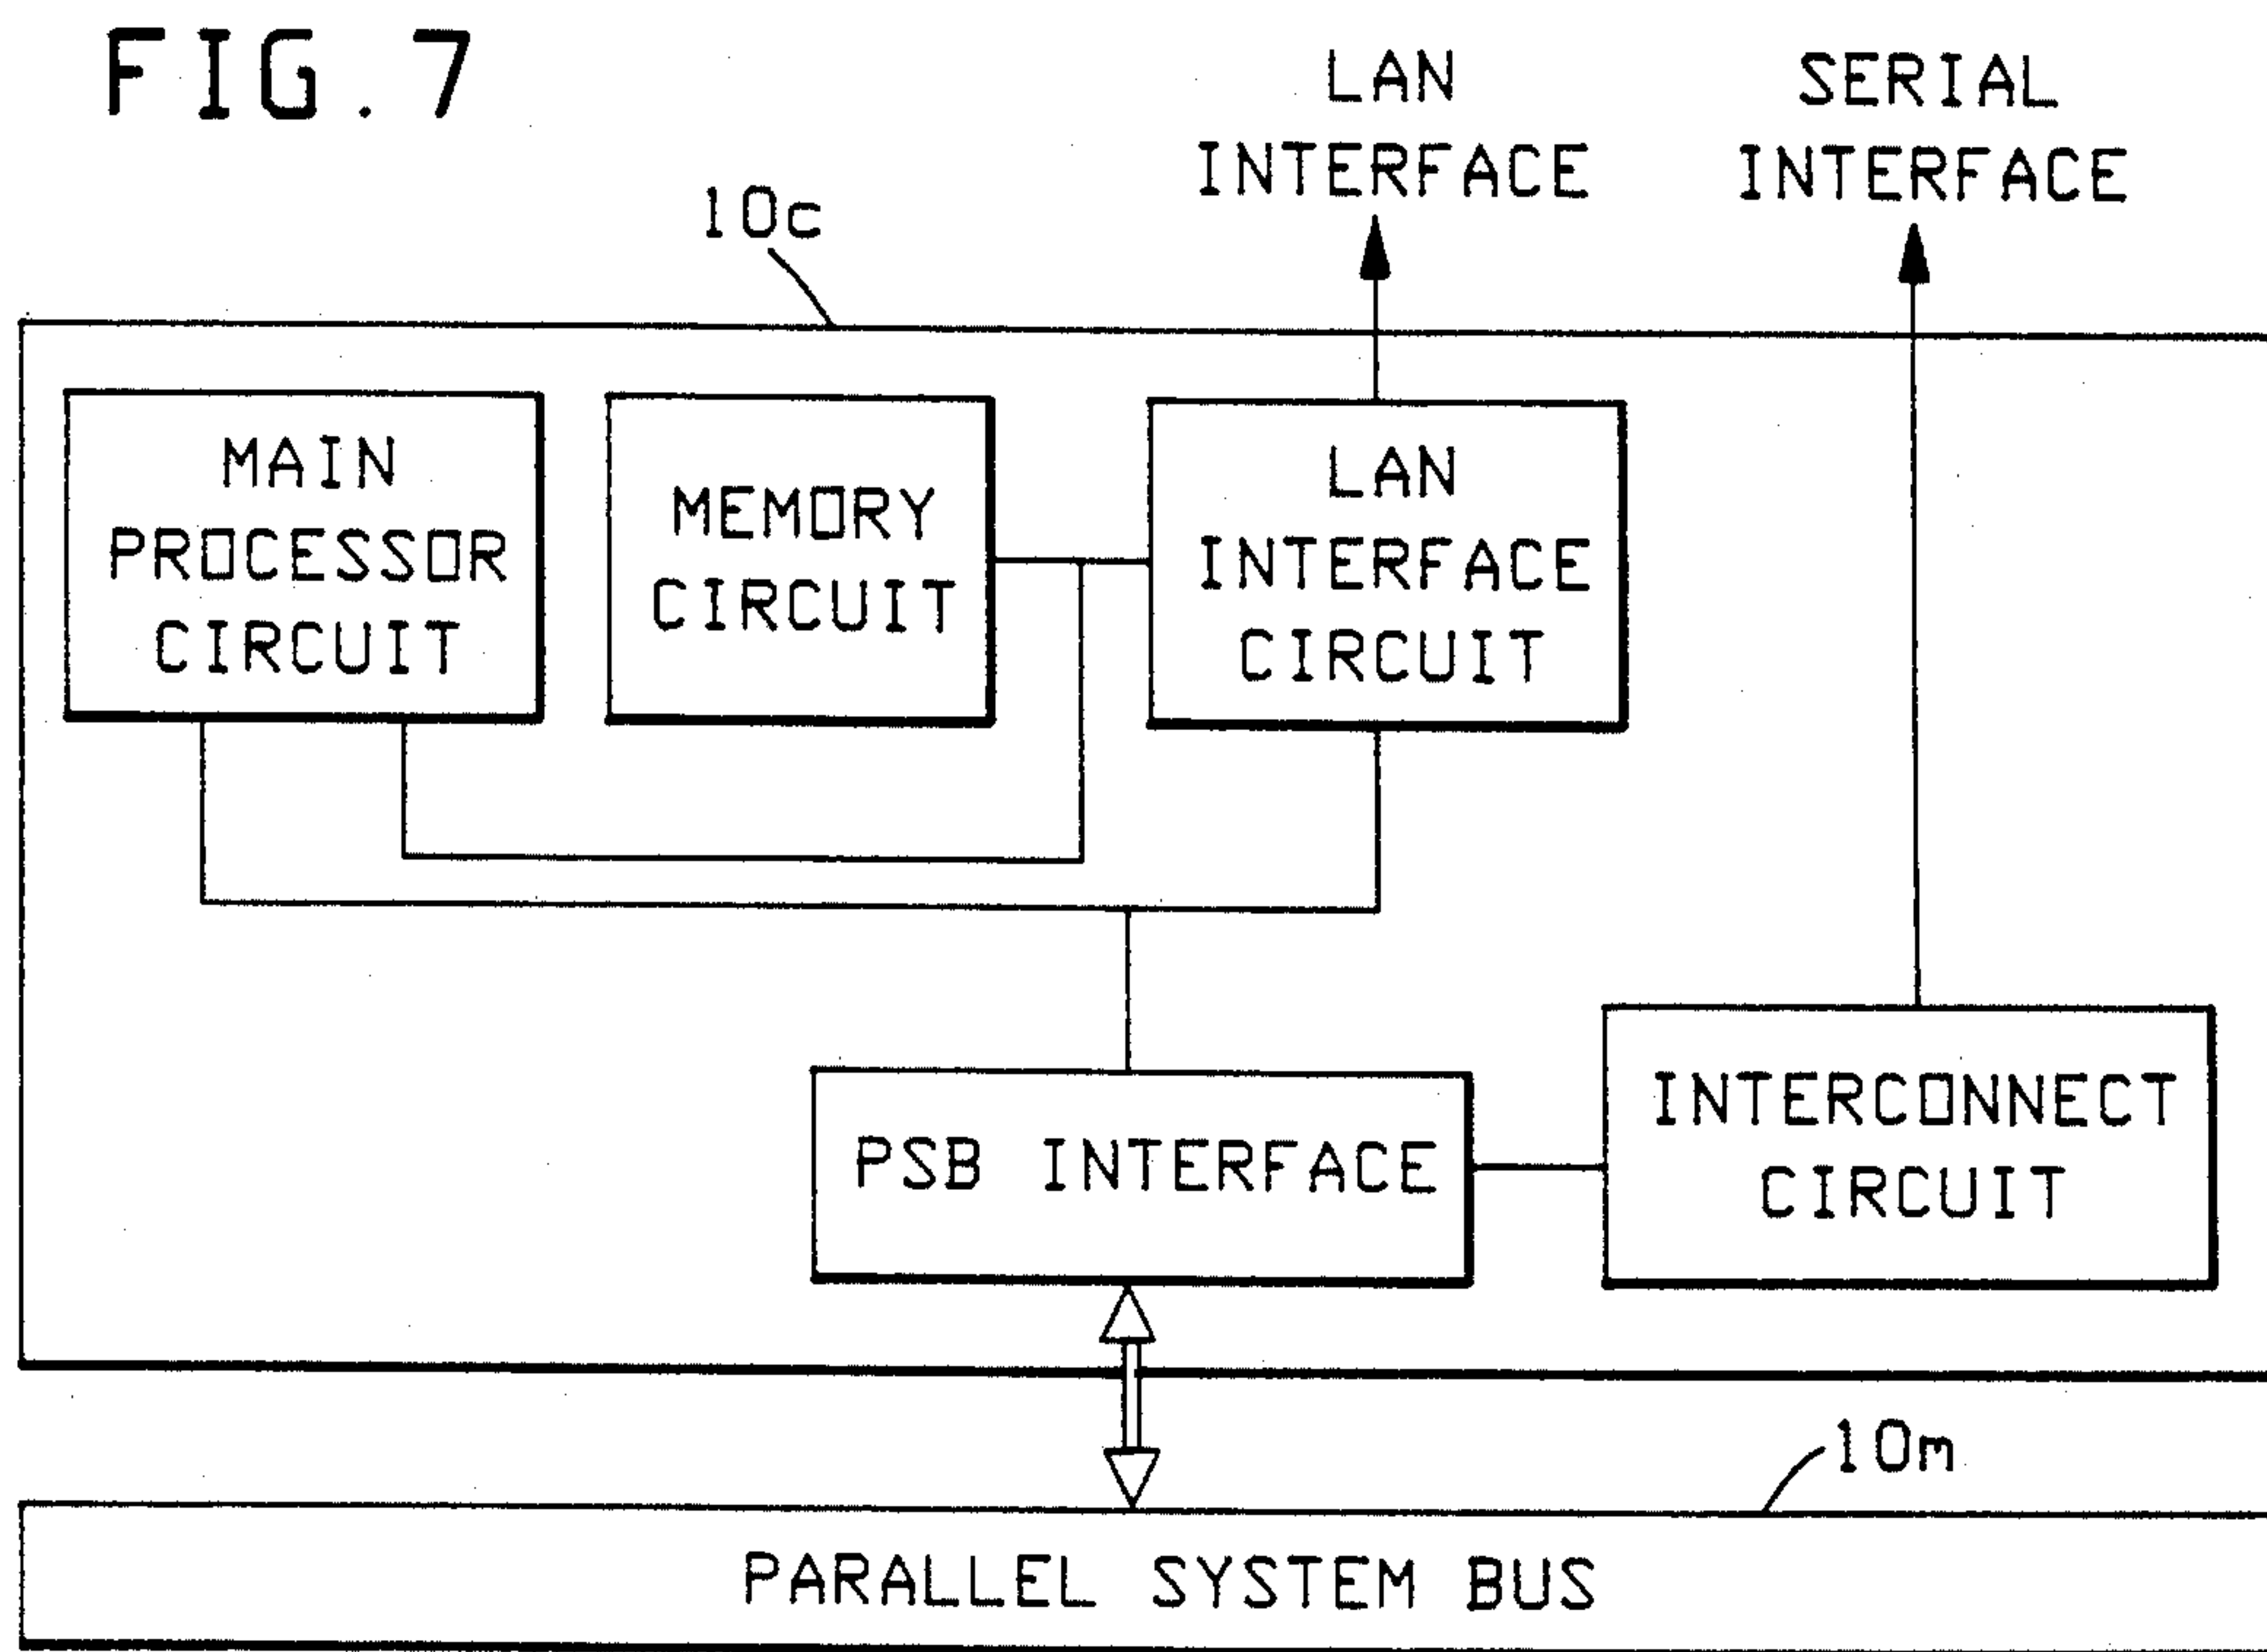 FIG. 7
LAN
INTERFACE
SERIAL
INTERFACE
10c
MAIN
PROCESSOR
CIRCUIT
MEMORY
CIRCUIT
LAN
INTERFACE
CIRCUIT
PSB INTERFACE
INTERCONNECT
CIRCUIT
10m
PARALLEL SYSTEM BUS